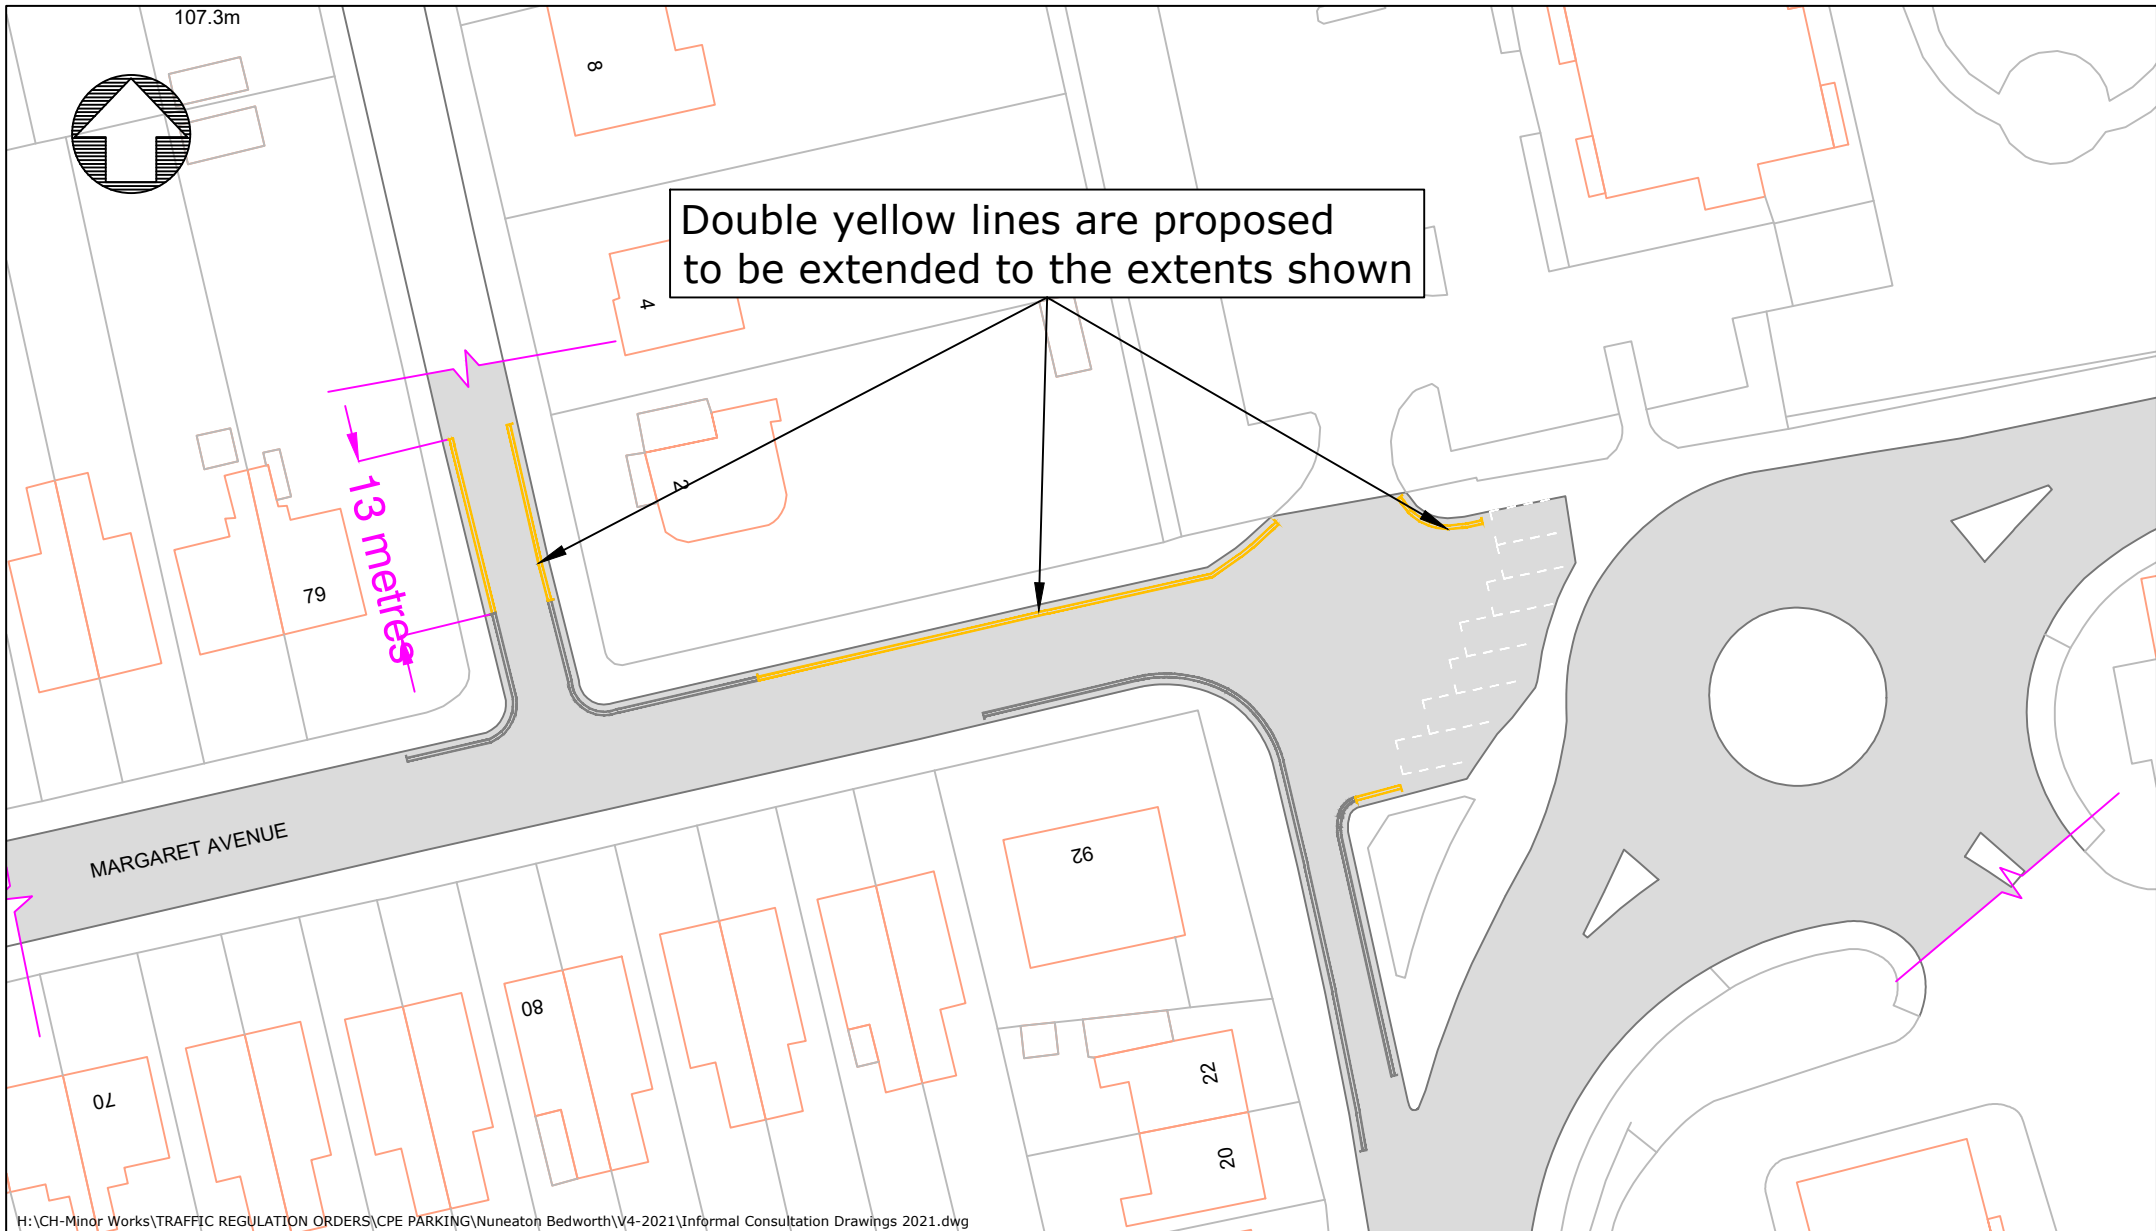 107.3m
8
Double yellow lines are proposed
to be extended to the extents shown
4
2
13 metres
79
MARGARET AVENUE
92
80
70
22
20
H:\CH-Minor Works\TRAFFIC REGULATION ORDERS\CPE PARKING\Nuneaton Bedworth\V4-2021\Informal Consultation Drawings 2021.dwg